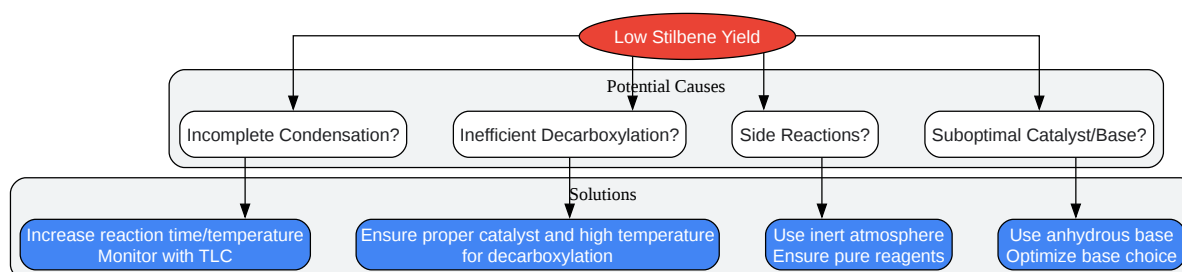 Low Stilbene Yield
Potential Causes
Incomplete Condensation?
Inefficient Decarboxylation?
Side Reactions?
Suboptimal Catalyst/Base?
Solutions
Increase reaction time/temperature
Monitor with TLC
Ensure proper catalyst and high temperature
for decarboxylation
Use inert atmosphere
Ensure pure reagents
Use anhydrous base
Optimize base choice